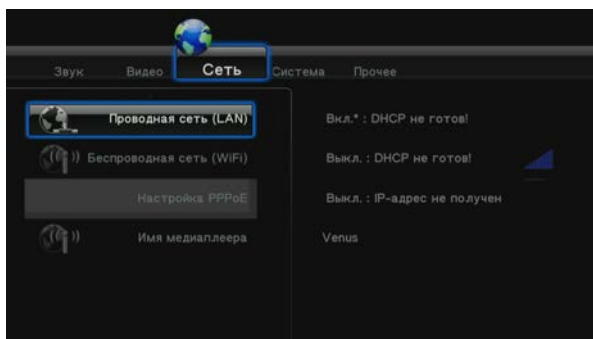 Звук Видео Сеть Система Прочее
Проводная сеть (LAN) Вкл.* : DHCP не готов!
Беспроводная сеть (WiFi) Выкл. : DHCP не готов!
Настройка PPPoE Выкл. : IP-адрес не получен
Имя медиаплеера Venus